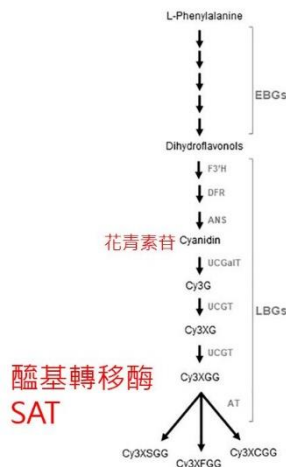 L-Phenylalanine
EBGs
Dihydroflavonols
F3'H
DFR
ANS
花青素苷 Cyanidin
UCGalT
Cy3G
LBGs
UCGT
Cy3XG
UCGT
Cy3XGG
醯基轉移酶
SAT
AT
Cy3XSGG
Cy3XFGG
Cy3XCGG